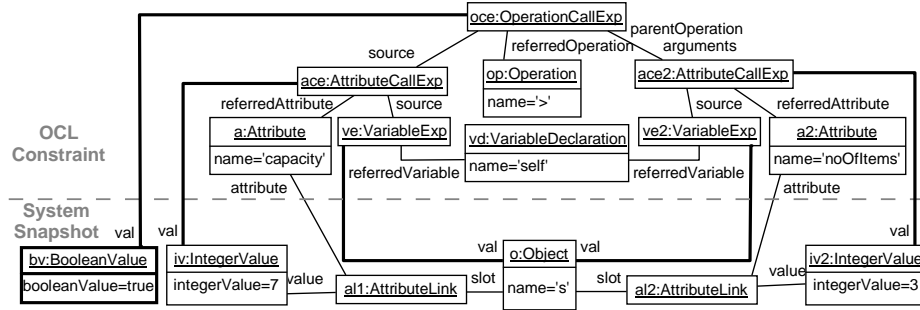 oce:OperationCallExp
source
referredOperation
parentOperation
arguments
ace:AttributeCallExp
op:Operation
name='>'
ace2:AttributeCallExp
referredAttribute
source
source
referredAttribute
OCL
Constraint
a:Attribute
name='capacity'
ve:VariableExp
vd:VariableDeclaration
name='self'
ve2:VariableExp
a2:Attribute
name='noOfItems'
referredVariable
referredVariable
attribute
attribute
System
Snapshot
val
val
val
val
val
bv:BooleanValue
booleanValue=true
iv:IntegerValue
integerValue=7
value
al1:AttributeLink
slot
o:Object
name='s'
slot
al2:AttributeLink
value
iv2:IntegerValue
integerValue=3